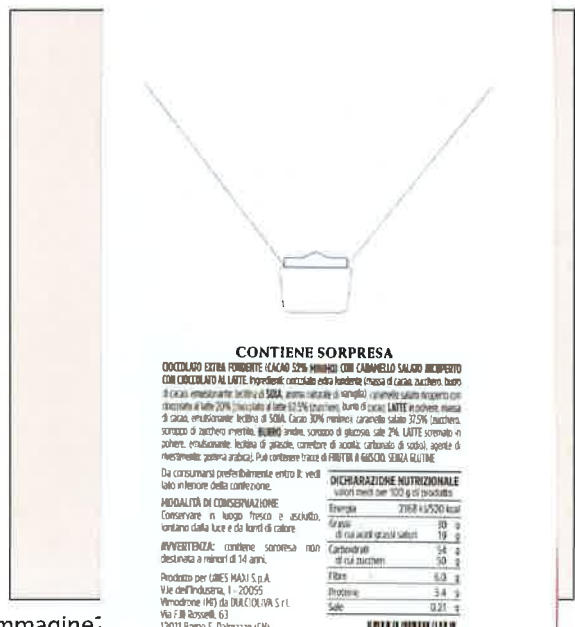 CONTIENE SORPRESA
CIOCCOLATO EXTRA FONDENTE (CACAO 52% MINIMO) CON CARAMELLO SALATO RICOPERTO
CON CIOCCOLATO AL LATTE. Ingredienti: cioccolato extra fondente (massa di cacao, zucchero, burro
di cacao, emulsionante: lecitina di SOIA, aroma naturale di vaniglia) caramello salato ricoperto con
cioccolato al latte 20% (cioccolato al latte 62.5% (zucchero, burro di cacao, LATTE in polvere, massa
di cacao, emulsionante: lecitina di SOIA. Cacao 30% minimo), caramello salato 37.5% (zucchero,
sciroppo di zucchero invertito, BURRO anidro, sciroppo di glucosio, sale 2%, LATTE scremato in
polvere, emulsionante: lecitina di girasole, correttore di acidità: carbonato di sodio), agente di
rivestimento: gomma arabica). Può contenere tracce di FRUTTA A GUSCIO. SENZA GLUTINE
Da consumarsi preferibilmente entro il: vedi
lato inferiore della confezione.
MODALITÀ DI CONSERVAZIONE
Conservare in luogo fresco e asciutto,
lontano dalla luce e da fonti di calore
AVVERTENZA: contiene sorpresa non
destinata a minori di 14 anni.
Prodotto per GRES MAXI S.p.A.
V.le dell'Industria, 1 - 20055
Vimodrone (MI) da DULCIOLIVA S.r.l.
Via F.lli Rosselli, 63
DICHIARAZIONE NUTRIZIONALE
valori medi per 100 g di prodotto
Energia 2168 kJ/520 kcal
Grassi 30 g
di cui acidi grassi saturi 19 g
Carboidrati 54 g
di cui zuccheri 50 g
Fibre 6.0 g
Proteine 3.4 g
Sale 0.21 g
mmagine?